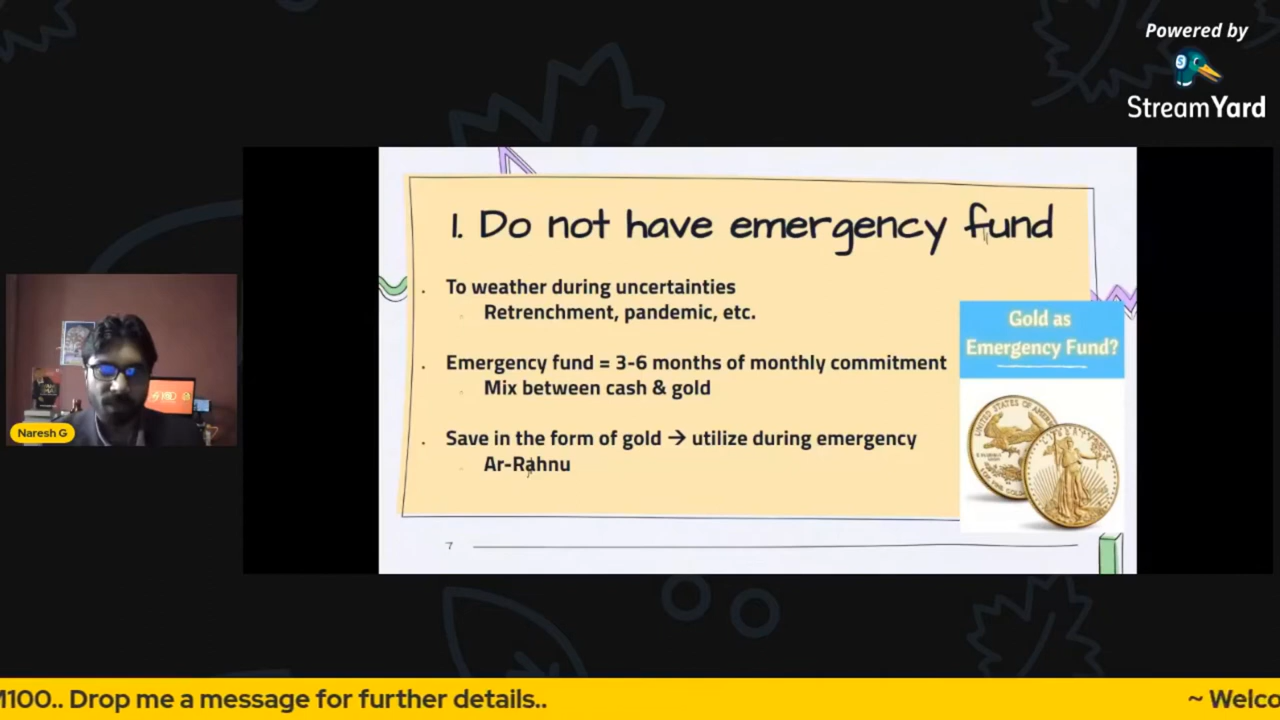 Powered by
StreamYard
1. Do not have emergency fund
To weather during uncertainties
Retrenchment, pandemic, etc.
Emergency fund = 3-6 months of monthly commitment
Mix between cash & gold
Save in the form of gold → utilize during emergency
Ar-Rahnu
Gold as
Emergency Fund?
7
Naresh G
100.. Drop me a message for further details..
~ Welco